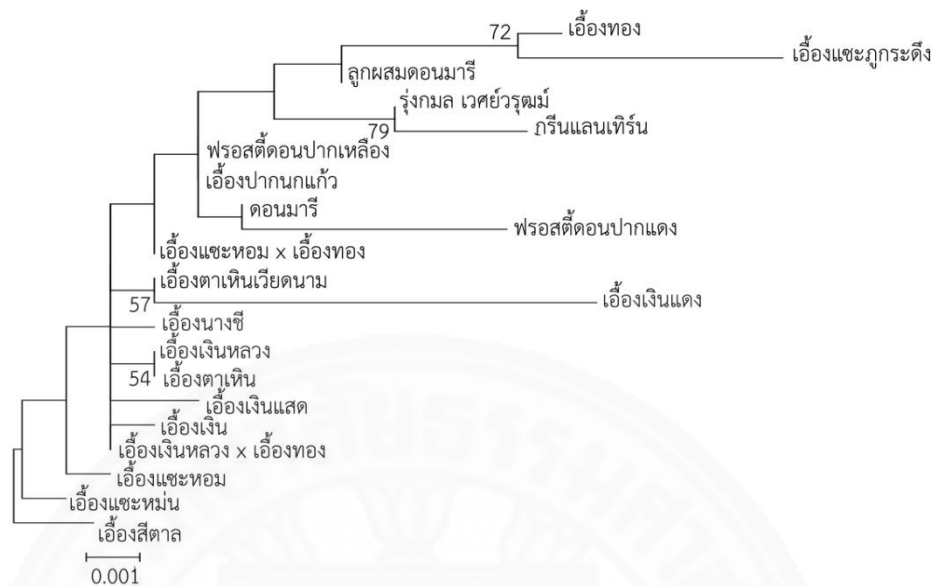 72
เอื้องทอง
เอื้องแซะภูกระดึง
ลูกผสมดอนมารี
รุ่งกมล เวศย์วรุฒม์
79
กรีนแลนเทิร์น
ฟรอสตี้ดอนปากเหลือง
เอื้องปากนกแก้ว
ดอนมารี
ฟรอสตี้ดอนปากแดง
เอื้องแซะหอม x เอื้องทอง
เอื้องตาเหินเวียดนาม
57
เอื้องเงินแดง
เอื้องนางชี
เอื้องเงินหลวง
54
เอื้องตาเหิน
เอื้องเงินแสด
เอื้องเงิน
เอื้องเงินหลวง x เอื้องทอง
เอื้องแซะหอม
เอื้องแซะหม่น
เอื้องสีตาล
0.001